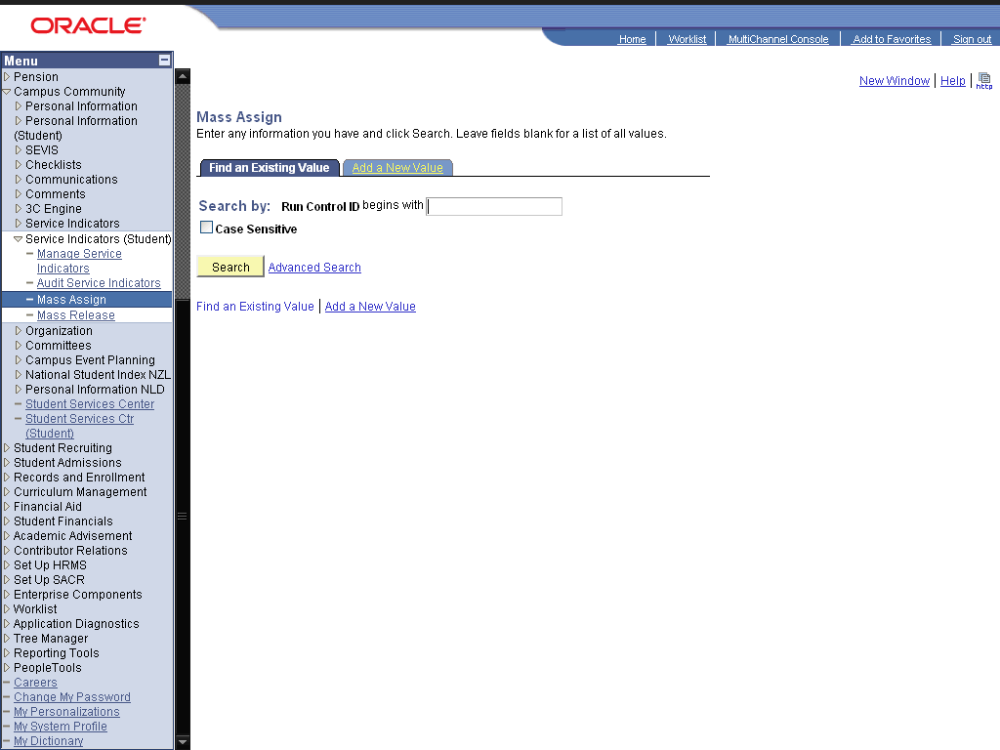 ORACLE
Home Worklist MultiChannel Console Add to Favorites Sign out
Menu
New Window Help http
Pension
Campus Community
Personal Information
Personal Information
(Student)
SEVIS
Checklists
Communications
Comments
3C Engine
Service Indicators
Service Indicators (Student)
Manage Service
Indicators
Audit Service Indicators
Mass Assign
Mass Release
Organization
Committees
Campus Event Planning
National Student Index NZL
Personal Information NLD
Student Services Center
Student Services Ctr
(Student)
Student Recruiting
Student Admissions
Records and Enrollment
Curriculum Management
Financial Aid
Student Financials
Academic Advisement
Contributor Relations
Set Up HRMS
Set Up SACR
Enterprise Components
Worklist
Application Diagnostics
Tree Manager
Reporting Tools
PeopleTools
Careers
Change My Password
My Personalizations
My System Profile
My Dictionary
Mass Assign
Enter any information you have and click Search. Leave fields blank for a list of all values.
Find an Existing Value Add a New Value
Search by: Run Control ID begins with
Case Sensitive
Search Advanced Search
Find an Existing Value Add a New Value